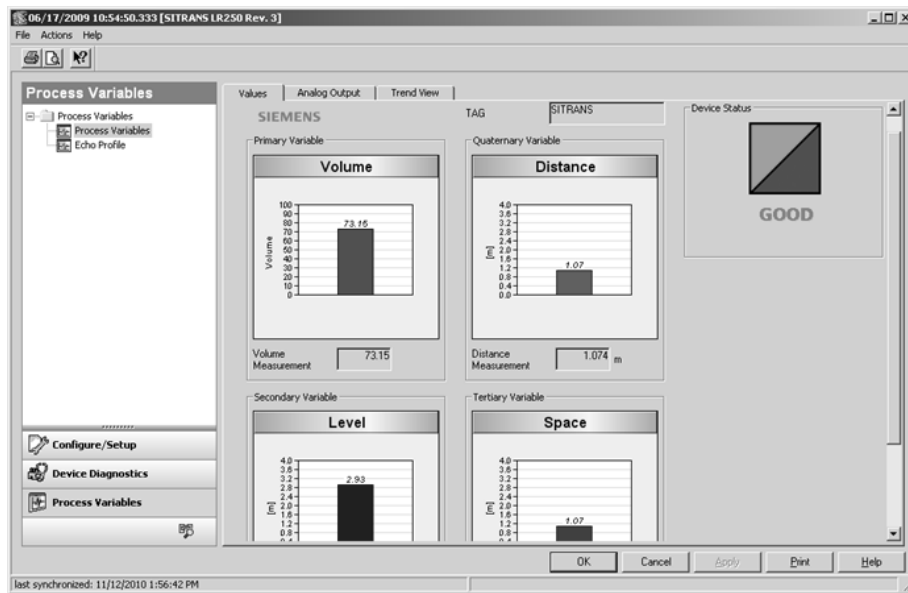 06/17/2009 10:54:50.333 [SITRANS LR250 Rev. 3]
File Actions Help
Process Variables
Process Variables
Process Variables
Echo Profile
Configure/Setup
Device Diagnostics
Process Variables
Values
Analog Output
Trend View
SIEMENS
TAG
SITRANS
Primary Variable
Volume
100
90
80
70
60
50
40
30
20
10
0
Volume
73.15
Volume
Measurement
73.15
Quaternary Variable
Distance
4.0
3.6
3.2
2.8
2.4
2.0
1.6
1.2
0.8
0.4
0.0
[m]
1.07
Distance
Measurement
1.074 m
Device Status
GOOD
Secondary Variable
Level
4.0
3.6
3.2
2.8
2.4
2.0
1.6
1.2
0.8
[m]
2.93
Tertiary Variable
Space
4.0
3.6
3.2
2.8
2.4
2.0
1.6
1.2
0.8
[m]
1.07
OK
Cancel
Apply
Print
Help
last synchronized: 11/12/2010 1:56:42 PM